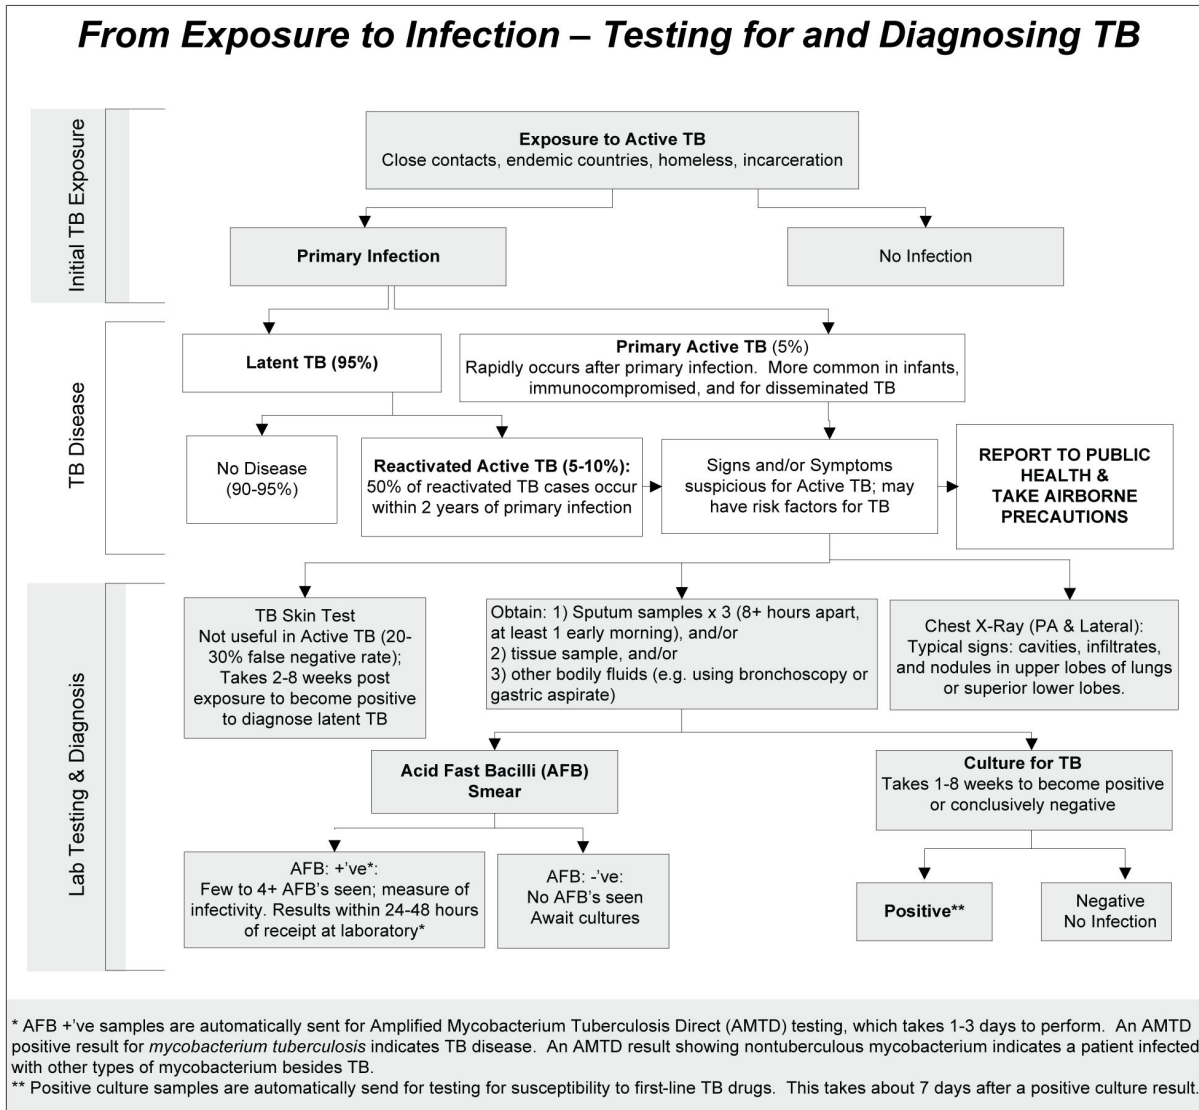 From Exposure to Infection – Testing for and Diagnosing TB
Initial TB Exposure
Exposure to Active TB
Close contacts, endemic countries, homeless, incarceration
Primary Infection
No Infection
TB Disease
Latent TB (95%)
Primary Active TB (5%)
Rapidly occurs after primary infection.  More common in infants,
immunocompromised, and for disseminated TB
No Disease
(90-95%)
Reactivated Active TB (5-10%):
50% of reactivated TB cases occur
within 2 years of primary infection
Signs and/or Symptoms
suspicious for Active TB; may
have risk factors for TB
REPORT TO PUBLIC
HEALTH &
TAKE AIRBORNE
PRECAUTIONS
Lab Testing & Diagnosis
TB Skin Test
Not useful in Active TB (20-
30% false negative rate);
Takes 2-8 weeks post
exposure to become positive
to diagnose latent TB
Obtain: 1) Sputum samples x 3 (8+ hours apart,
at least 1 early morning), and/or
2) tissue sample, and/or
3) other bodily fluids (e.g. using bronchoscopy or
gastric aspirate)
Chest X-Ray (PA & Lateral):
Typical signs: cavities, infiltrates,
and nodules in upper lobes of lungs
or superior lower lobes.
Acid Fast Bacilli (AFB)
Smear
Culture for TB
Takes 1-8 weeks to become positive
or conclusively negative
AFB: +'ve*:
Few to 4+ AFB's seen; measure of
infectivity. Results within 24-48 hours
of receipt at laboratory*
AFB: -'ve:
No AFB's seen
Await cultures
Positive**
Negative
No Infection
* AFB +'ve samples are automatically sent for Amplified Mycobacterium Tuberculosis Direct (AMTD) testing, which takes 1-3 days to perform.  An AMTD
positive result for mycobacterium tuberculosis indicates TB disease.  An AMTD result showing nontuberculous mycobacterium indicates a patient infected
with other types of mycobacterium besides TB.
** Positive culture samples are automatically send for testing for susceptibility to first-line TB drugs.  This takes about 7 days after a positive culture result.